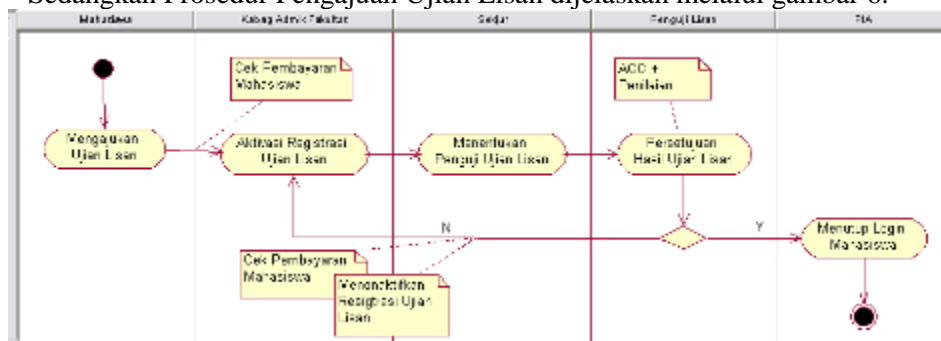 Sedangkan Prosedur Pengajuan Ujian Lisan dijelaskan melalui gambar 6.
Mahasiswa
Kabag Admik Fakultas
Sekjur
Penguji Lisan
PIA
Cek Pembayaran
Mahasiswa
ACC +
Penilaian
Mengajukan
Ujian Lisan
Aktivasi Registrasi
Ujian Lisan
Menentukan
Penguji Ujian Lisan
Persetujuan
Hasil Ujian Lisan
N
Y
Menutup Login
Mahasiswa
Cek Pembayaran
Mahasiswa
Menonaktifkan
Resigtrasi Ujian
Lisan